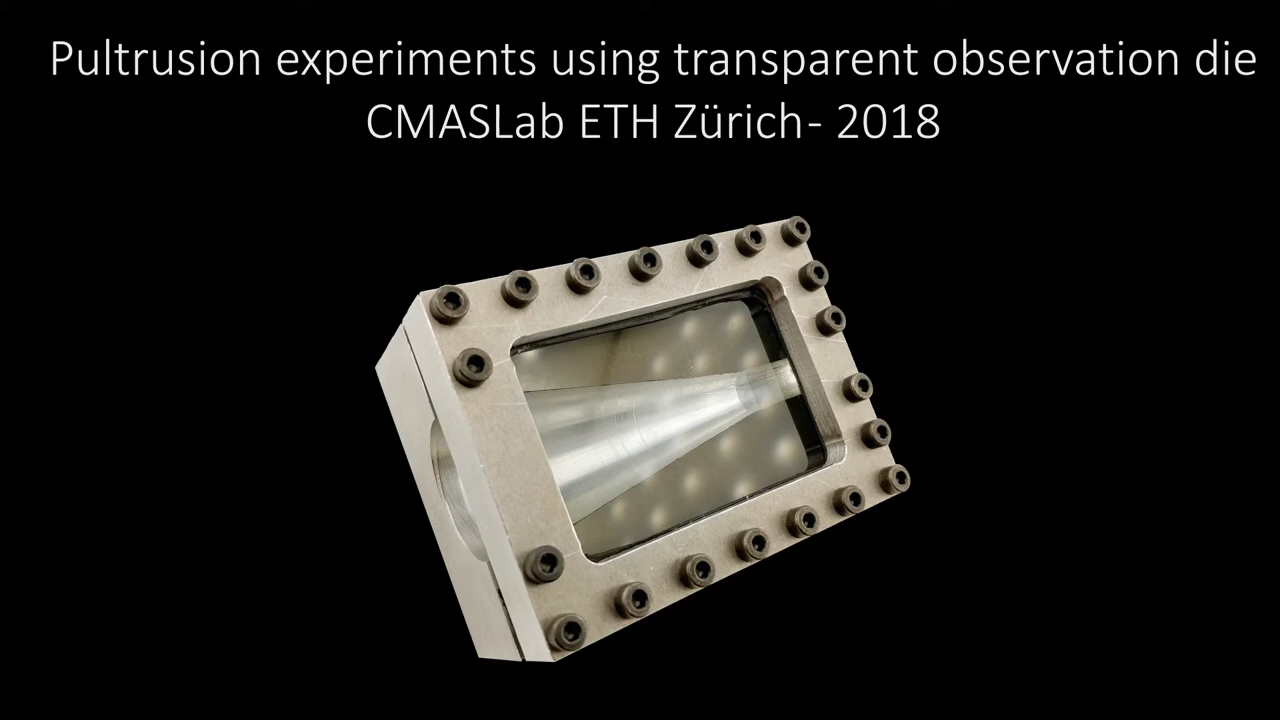 Pultrusion experiments using transparent observation die
CMASLab ETH Zürich- 2018